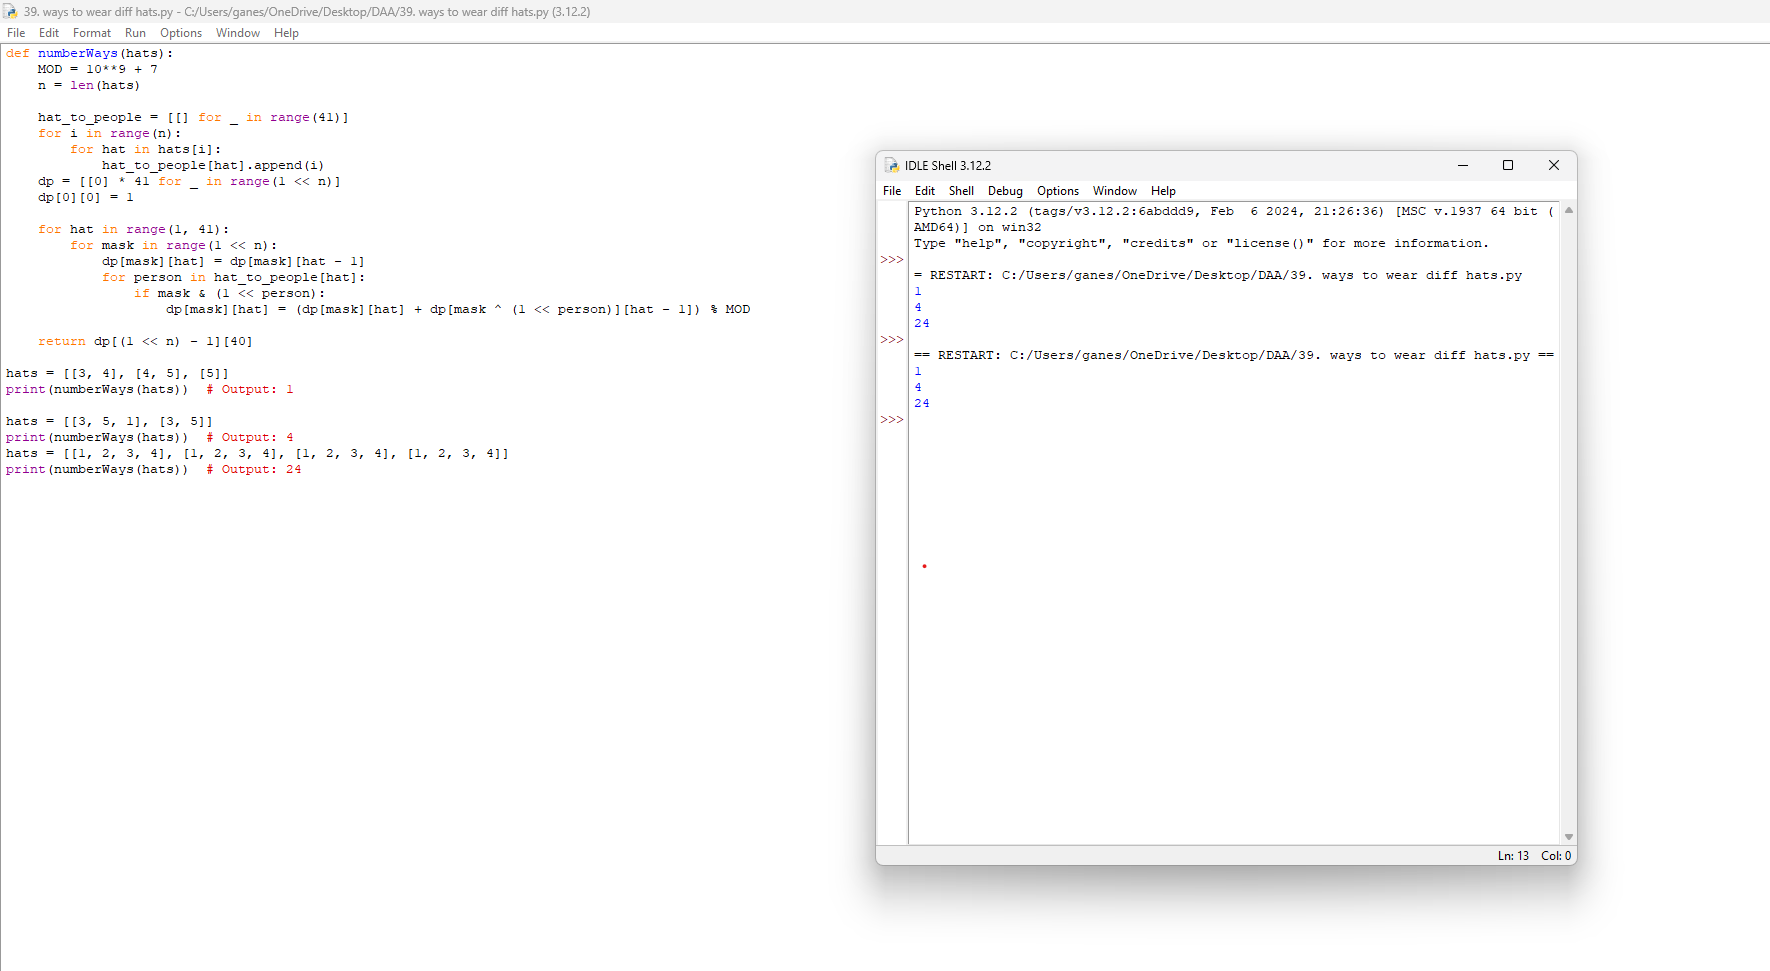 39. ways to wear diff hats.py - C:/Users/ganes/OneDrive/Desktop/DAA/39. ways to wear diff hats.py (3.12.2)
File Edit Format Run Options Window Help
def numberWays(hats):
    MOD = 10**9 + 7
    n = len(hats)
    hat_to_people = [[] for _ in range(41)]
    for i in range(n):
        for hat in hats[i]:
            hat_to_people[hat].append(i)
    dp = [[0] * 41 for _ in range(1 << n)]
    dp[0][0] = 1
    for hat in range(1, 41):
        for mask in range(1 << n):
            dp[mask][hat] = dp[mask][hat - 1]
            for person in hat_to_people[hat]:
                if mask & (1 << person):
                    dp[mask][hat] = (dp[mask][hat] + dp[mask ^ (1 << person)][hat - 1]) % MOD
    return dp[(1 << n) - 1][40]
hats = [[3, 4], [4, 5], [5]]
print(numberWays(hats))  # Output: 1
hats = [[3, 5, 1], [3, 5]]
print(numberWays(hats))  # Output: 4
hats = [[1, 2, 3, 4], [1, 2, 3, 4], [1, 2, 3, 4], [1, 2, 3, 4]]
print(numberWays(hats))  # Output: 24
IDLE Shell 3.12.2
File Edit Shell Debug Options Window Help
Python 3.12.2 (tags/v3.12.2:6abddd9, Feb  6 2024, 21:26:36) [MSC v.1937 64 bit (
AMD64)] on win32
Type "help", "copyright", "credits" or "license()" for more information.
>>>
= RESTART: C:/Users/ganes/OneDrive/Desktop/DAA/39. ways to wear diff hats.py
1
4
24
>>>
== RESTART: C:/Users/ganes/OneDrive/Desktop/DAA/39. ways to wear diff hats.py ==
1
4
24
>>>
Ln: 13 Col: 0